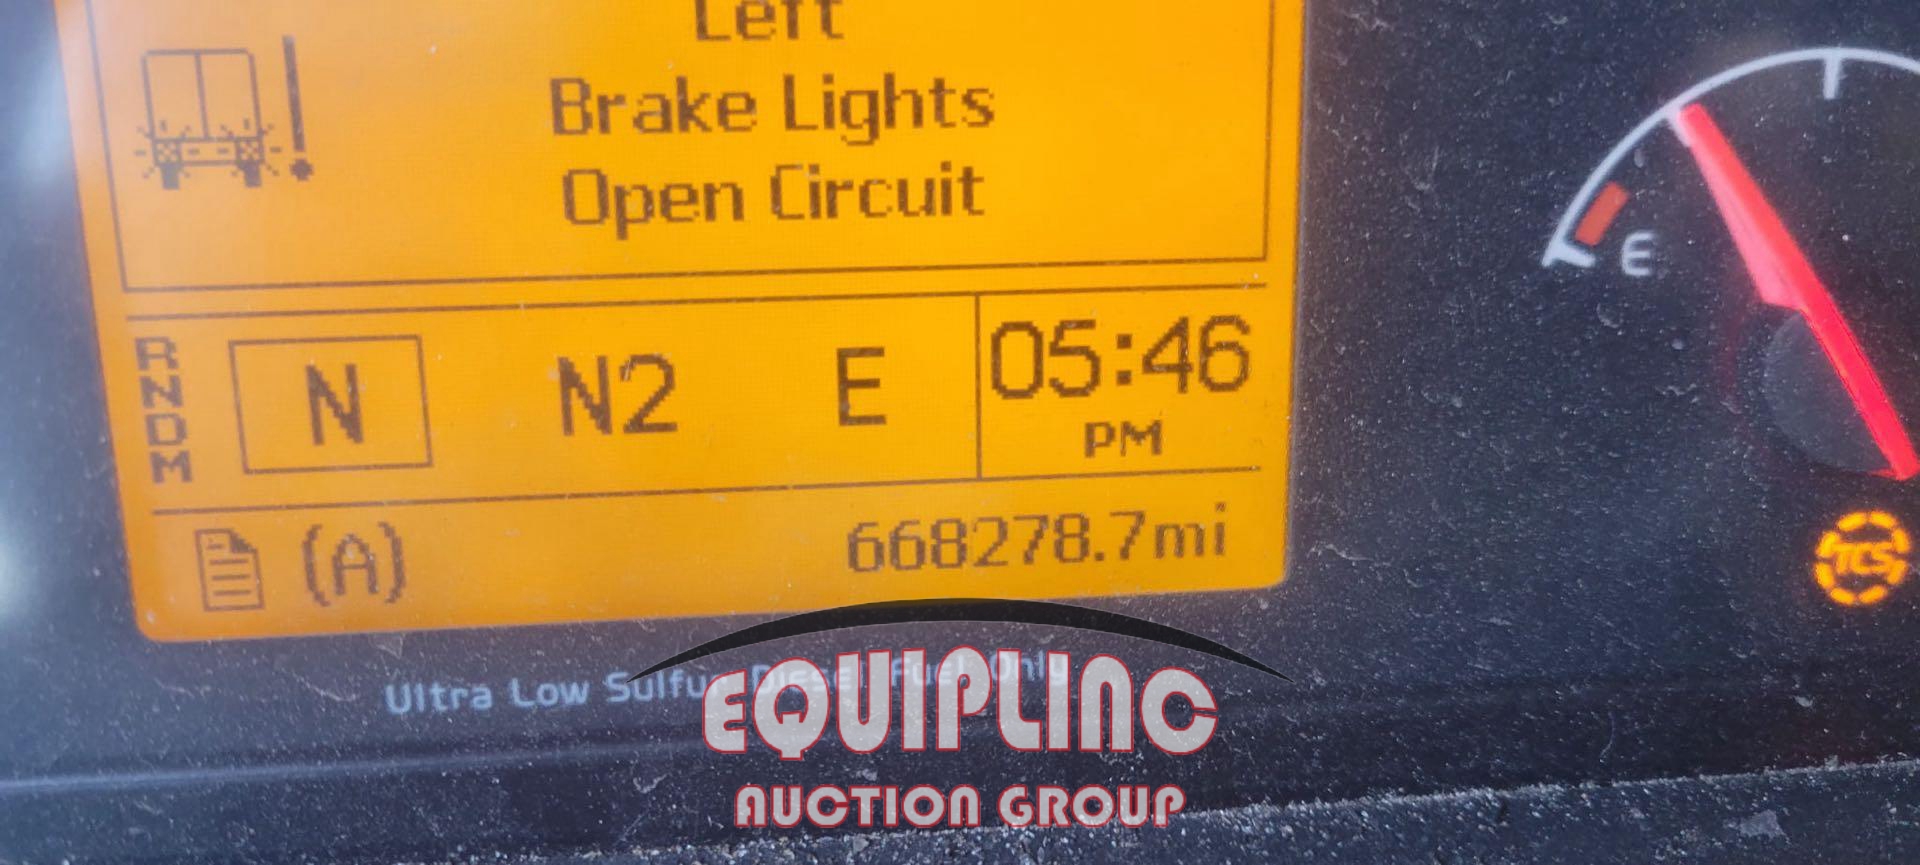 Left
Brake Lights
Open Circuit
E
R
N
D
M
N N2 E 05:46
PM
(A) 668278.7mi
TCS
Ultra Low Sulfur Diesel Fuel Only
EQUIPLINC
AUCTION GROUP